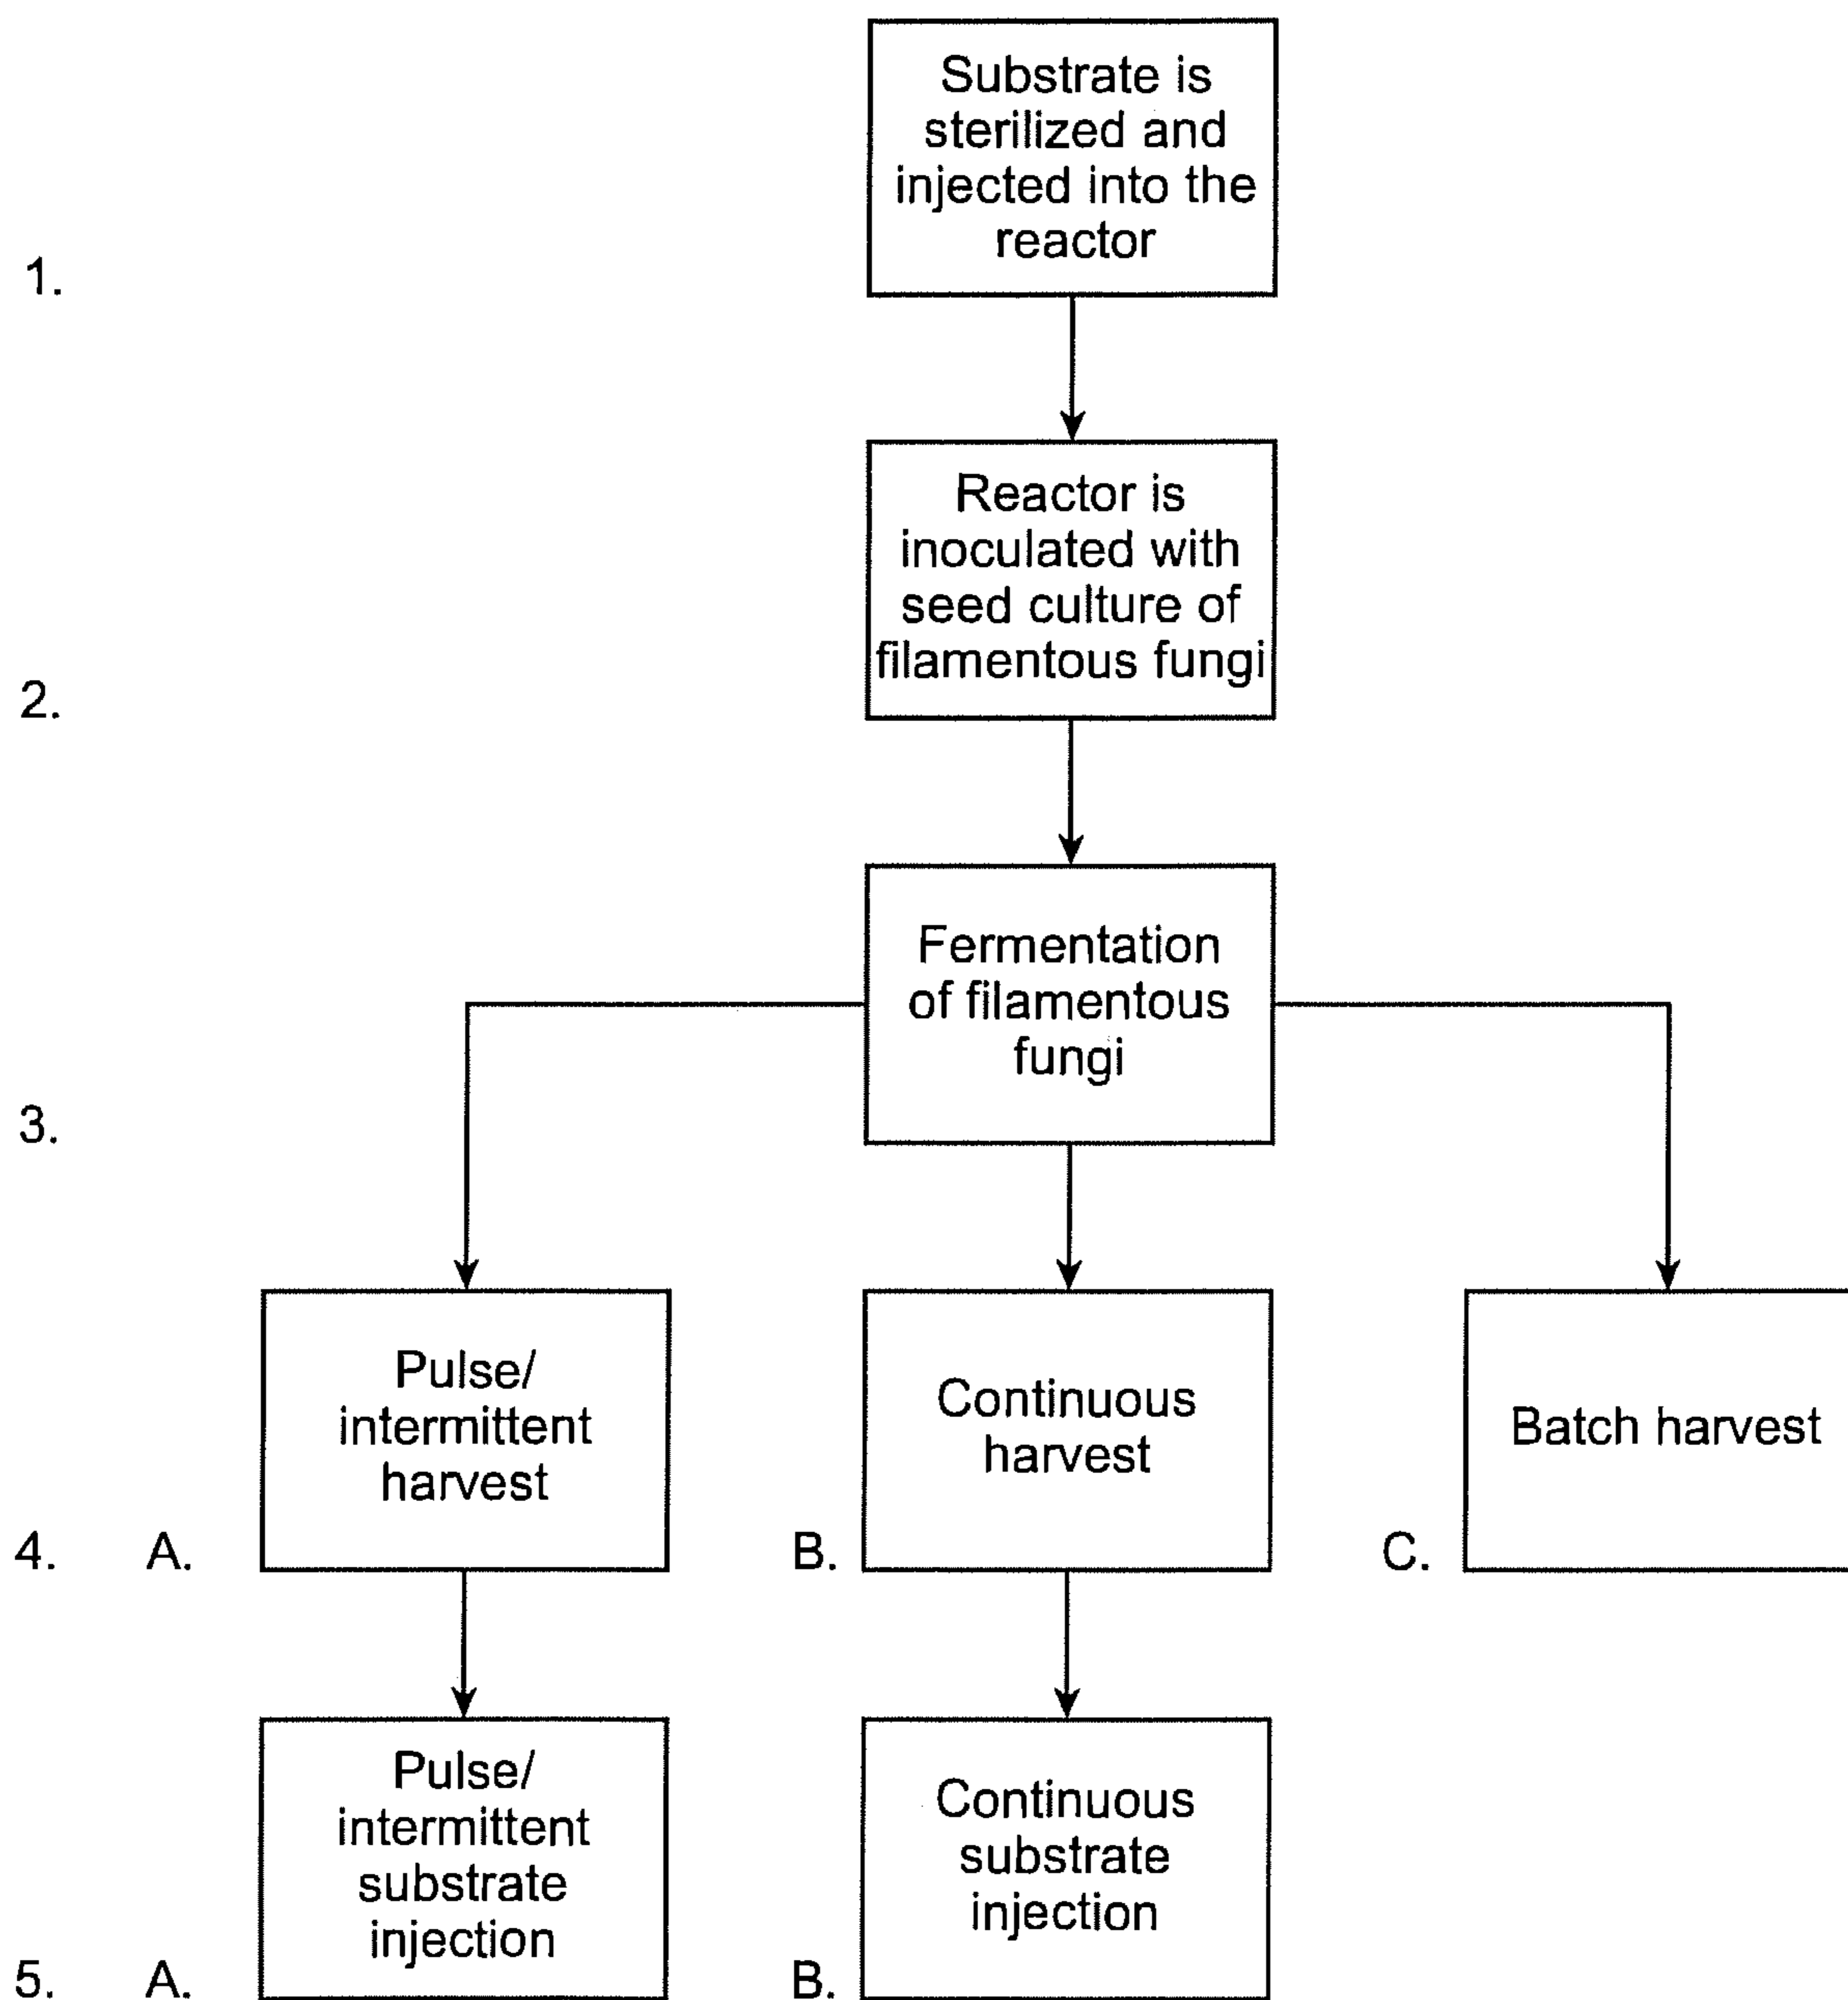 Substrate is
sterilized and
injected into the
reactor
1.
Reactor is
inoculated with
seed culture of
filamentous fungi
2.
Fermentation
of filamentous
fungi
3.
Pulse/
intermittent
harvest
Continuous
harvest
Batch harvest
4. A. B. C.
Pulse/
intermittent
substrate
injection
Continuous
substrate
injection
5. A. B.